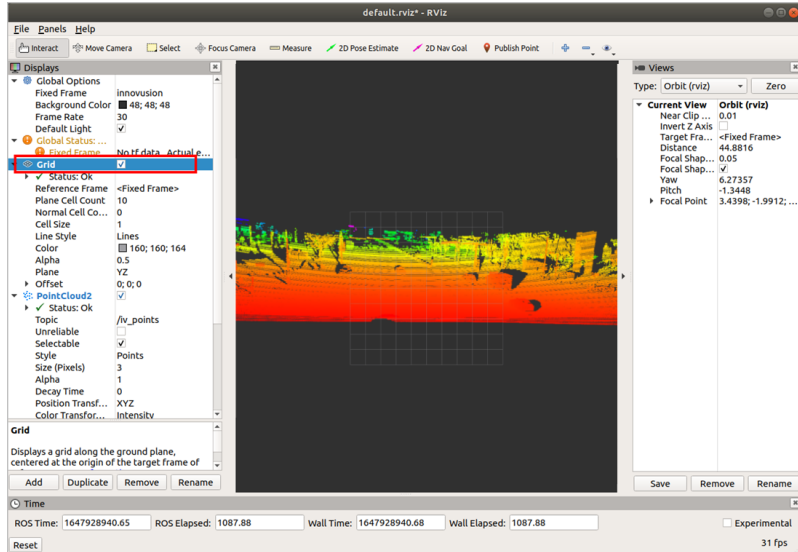 default.rviz* - RViz
File Panels Help
Interact Move Camera Select Focus Camera Measure 2D Pose Estimate 2D Nav Goal Publish Point
Displays
Global Options
Fixed Frame innovusion
Background Color 48; 48; 48
Frame Rate 30
Default Light
Global Status: ...
Fixed Frame No tf data. Actual e...
Grid
Status: Ok
Reference Frame <Fixed Frame>
Plane Cell Count 10
Normal Cell Co... 0
Cell Size 1
Line Style Lines
Color 160; 160; 164
Alpha 0.5
Plane YZ
Offset 0; 0; 0
PointCloud2
Status: Ok
Topic /iv_points
Unreliable
Selectable
Style Points
Size (Pixels) 3
Alpha 1
Decay Time 0
Position Transf... XYZ
Color Transfor... Intensity
Grid
Displays a grid along the ground plane,
centered at the origin of the target frame of
Add Duplicate Remove Rename
Views
Type: Orbit (rviz) Zero
Current View Orbit (rviz)
Near Clip ... 0.01
Invert Z Axis
Target Fra... <Fixed Frame>
Distance 44.8816
Focal Shap... 0.05
Focal Shap...
Yaw 6.27357
Pitch -1.3448
Focal Point 3.4398; -1.9912; ...
Save Remove Rename
Time
ROS Time: 1647928940.65 ROS Elapsed: 1087.88 Wall Time: 1647928940.68 Wall Elapsed: 1087.88 Experimental
Reset 31 fps